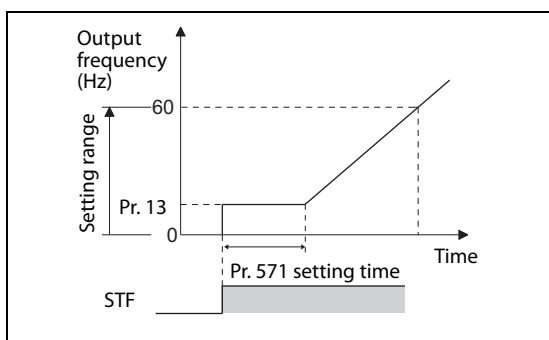 Output
frequency
(Hz)
60
Setting range
Pr. 13
0
Time
Pr. 571 setting time
STF